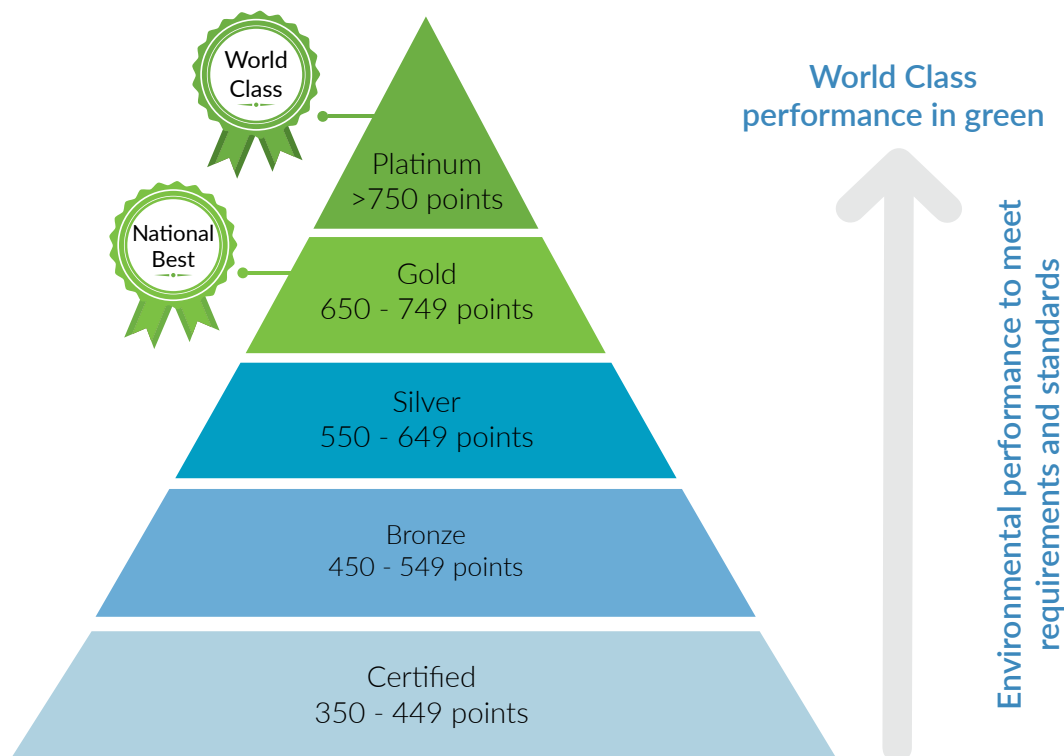 World
Class
Platinum
>750 points
National
Best
Gold
650 - 749 points
Silver
550 - 649 points
Bronze
450 - 549 points
Certified
350 - 449 points
World Class
performance in green
Environmental performance to meet
requirements and standards